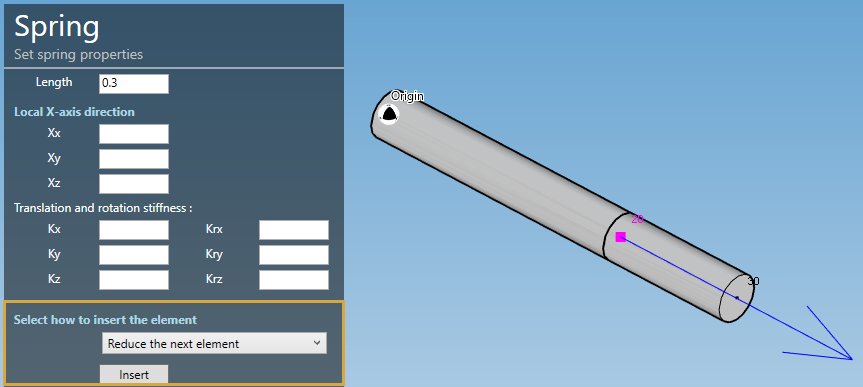 Spring
Set spring properties
Length 0.3
Local X-axis direction
Xx
Xy
Xz
Translation and rotation stiffness :
Kx Krx
Ky Kry
Kz Krz
Select how to insert the element
Reduce the next element
Insert
Origin
20
30